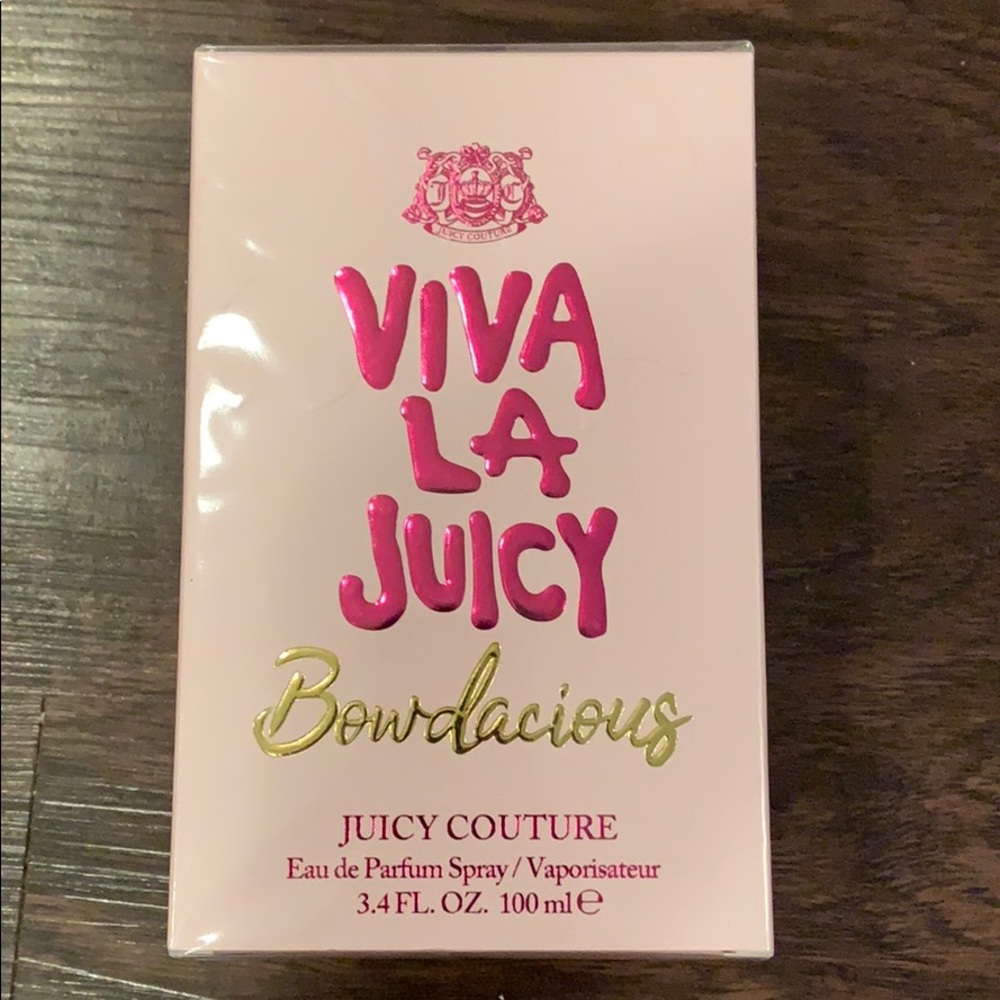 J C
JUICY COUTURE
VIVA
LA
JUICY
Bowdacious
JUICY COUTURE
Eau de Parfum Spray / Vaporisateur
3.4 FL. OZ. 100 ml ℮